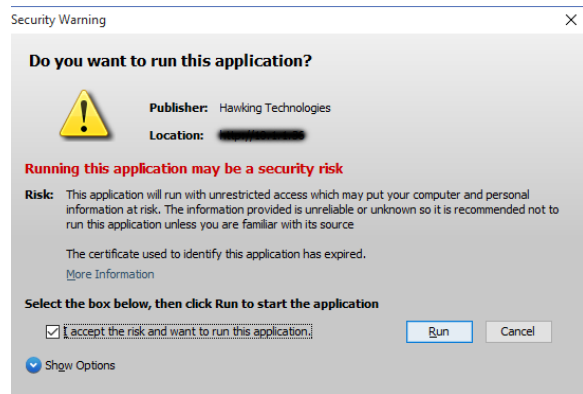 Security Warning
Do you want to run this application?
Publisher: Hawking Technologies
Location:
Running this application may be a security risk
Risk: This application will run with unrestricted access which may put your computer and personal
information at risk. The information provided is unreliable or unknown so it is recommended not to
run this application unless you are familiar with its source
The certificate used to identify this application has expired.
More Information
Select the box below, then click Run to start the application
I accept the risk and want to run this application.
Run
Cancel
Show Options